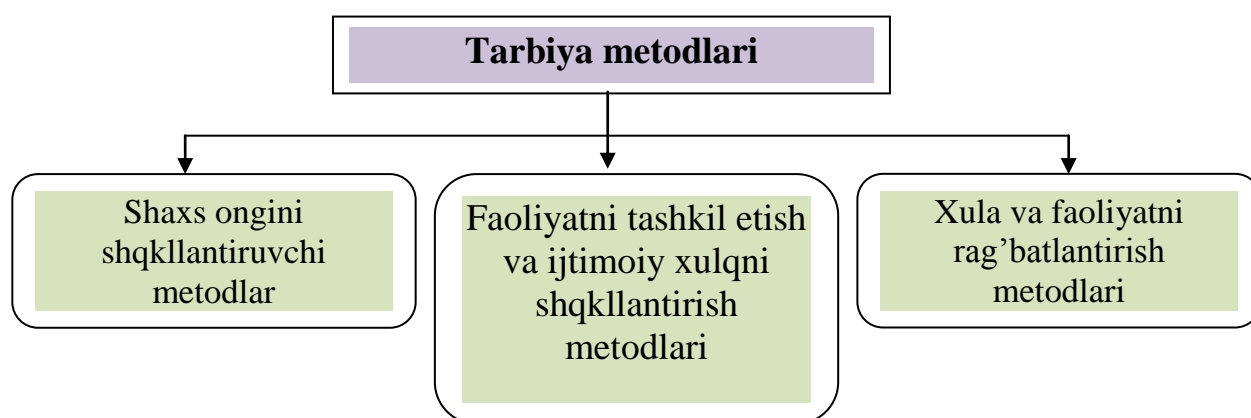 Tarbiya metodlari
Shaxs ongini
shqkllantiruvchi
metodlar
Faoliyatni tashkil etish
va ijtimoiy xulqni
shqkllantirish
metodlari
Xula va faoliyatni
rag’batlantirish
metodlari